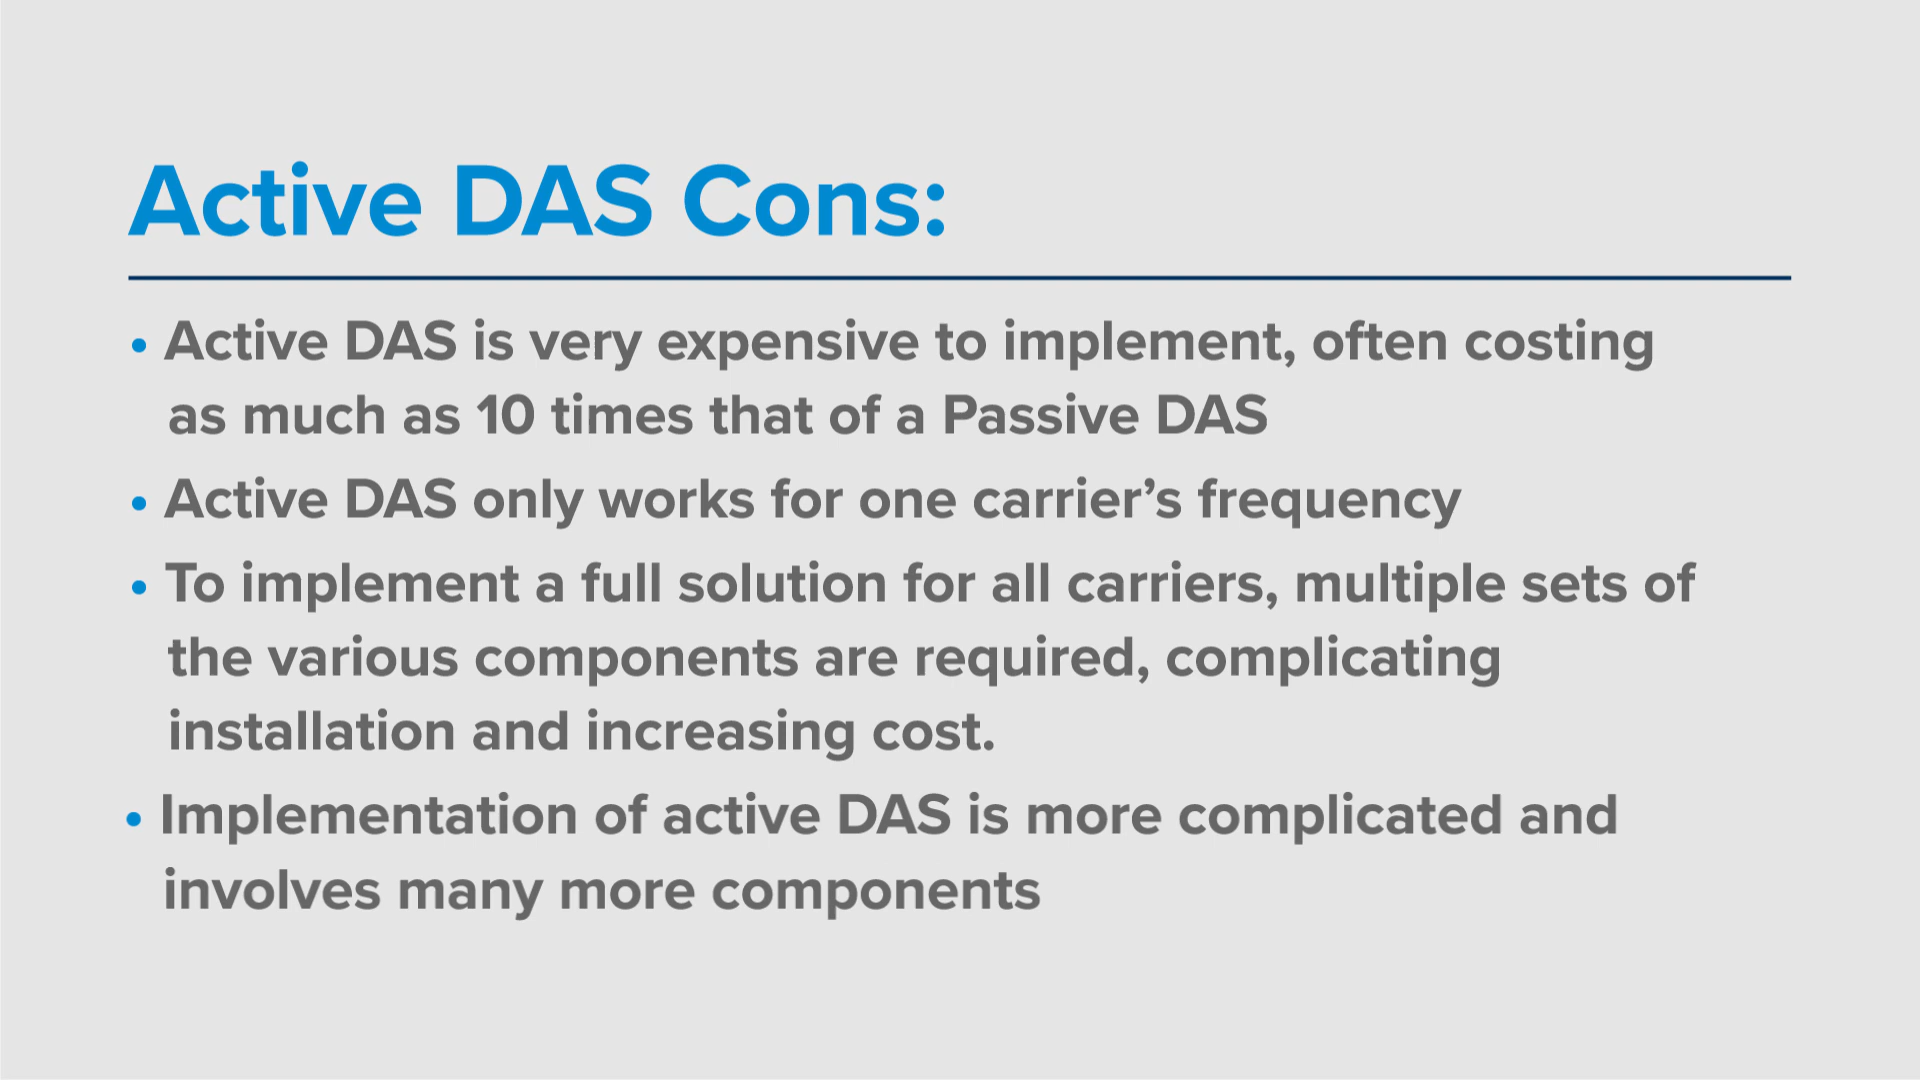 Active DAS Cons:
• Active DAS is very expensive to implement, often costing
as much as 10 times that of a Passive DAS
• Active DAS only works for one carrier’s frequency
• To implement a full solution for all carriers, multiple sets of
the various components are required, complicating
installation and increasing cost.
• Implementation of active DAS is more complicated and
involves many more components